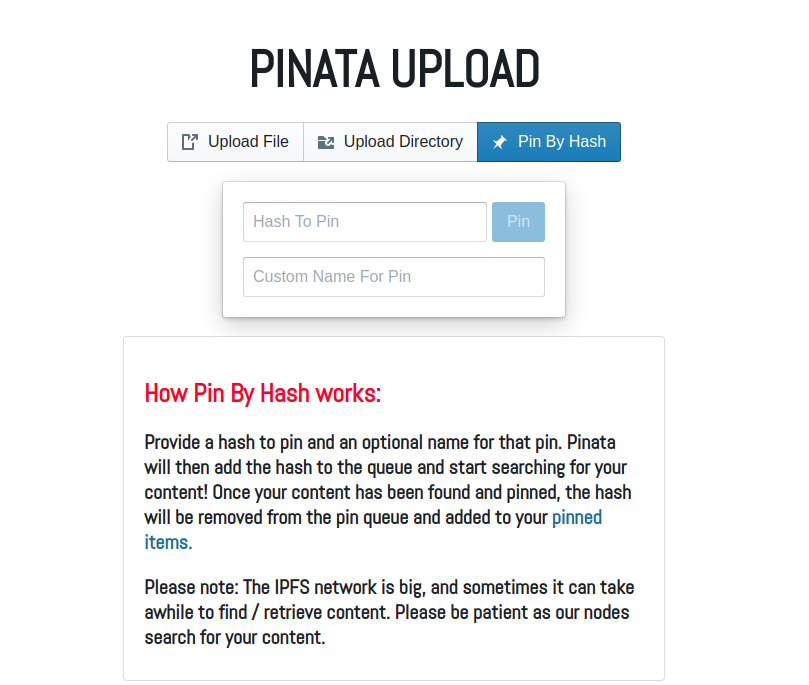 PINATA UPLOAD
Upload File
Upload Directory
Pin By Hash
Hash To Pin
Pin
Custom Name For Pin
How Pin By Hash works:
Provide a hash to pin and an optional name for that pin. Pinata
will then add the hash to the queue and start searching for your
content! Once your content has been found and pinned, the hash
will be removed from the pin queue and added to your pinned
items.
Please note: The IPFS network is big, and sometimes it can take
awhile to find / retrieve content. Please be patient as our nodes
search for your content.